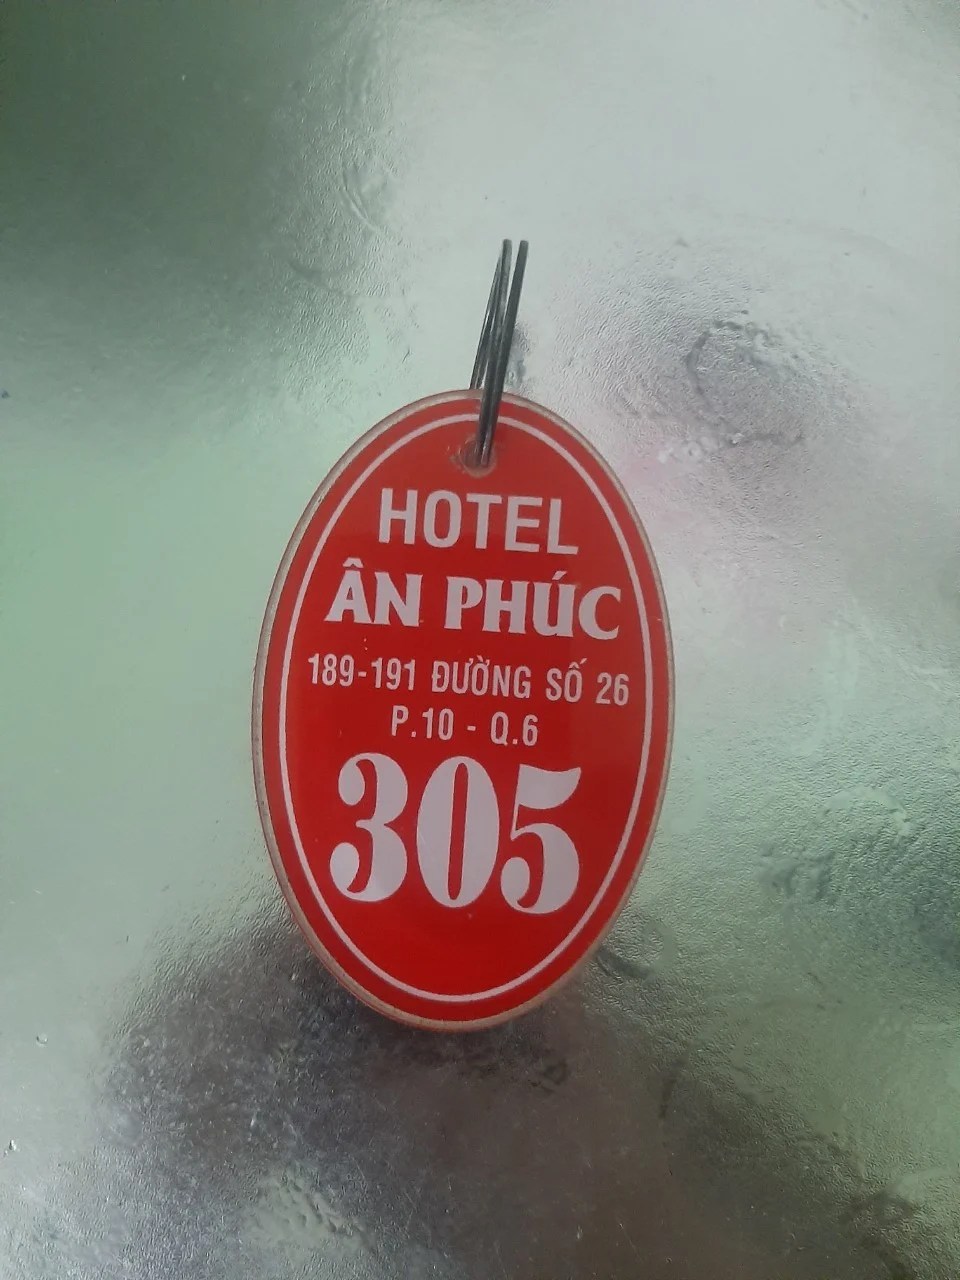 HOTEL
ÂN PHÚC
189-191 ĐƯỜNG SỐ 26
P.10 - Q.6
305